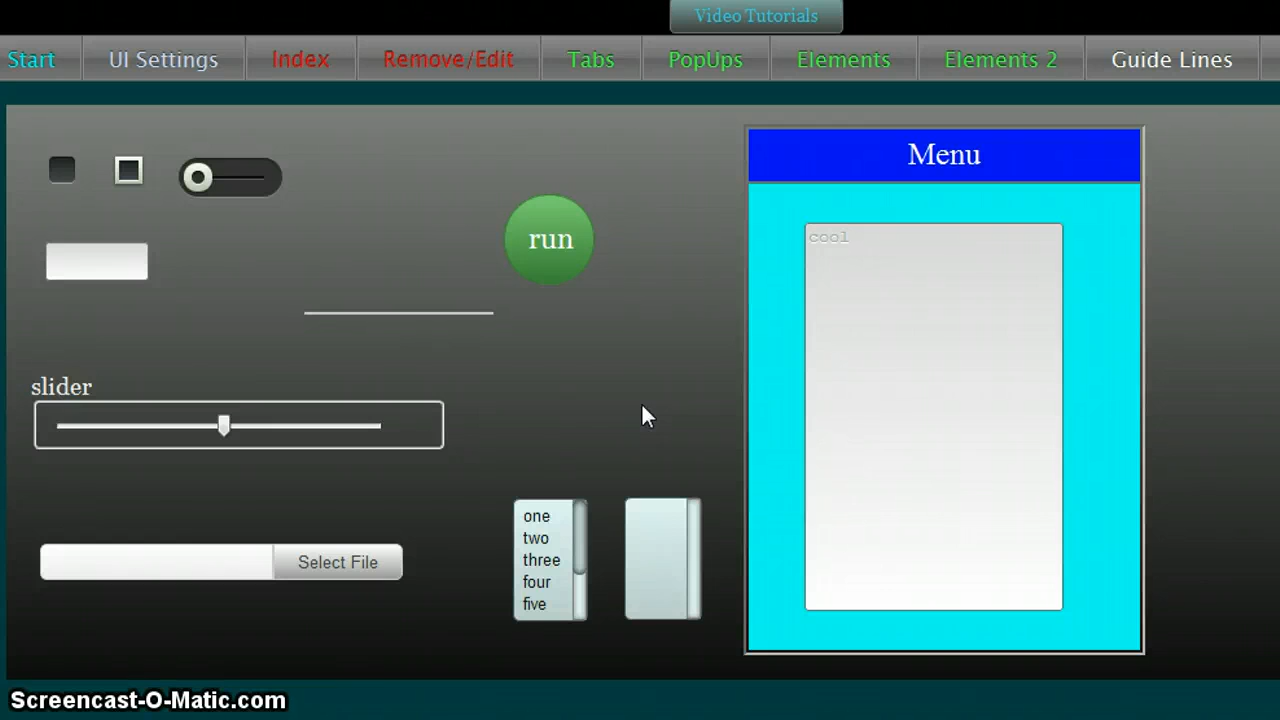 Video Tutorials
Start
UI Settings
Index
Remove/Edit
Tabs
PopUps
Elements
Elements 2
Guide Lines
Menu
cool
run
slider
Select File
one
two
three
four
five
Screencast-O-Matic.com